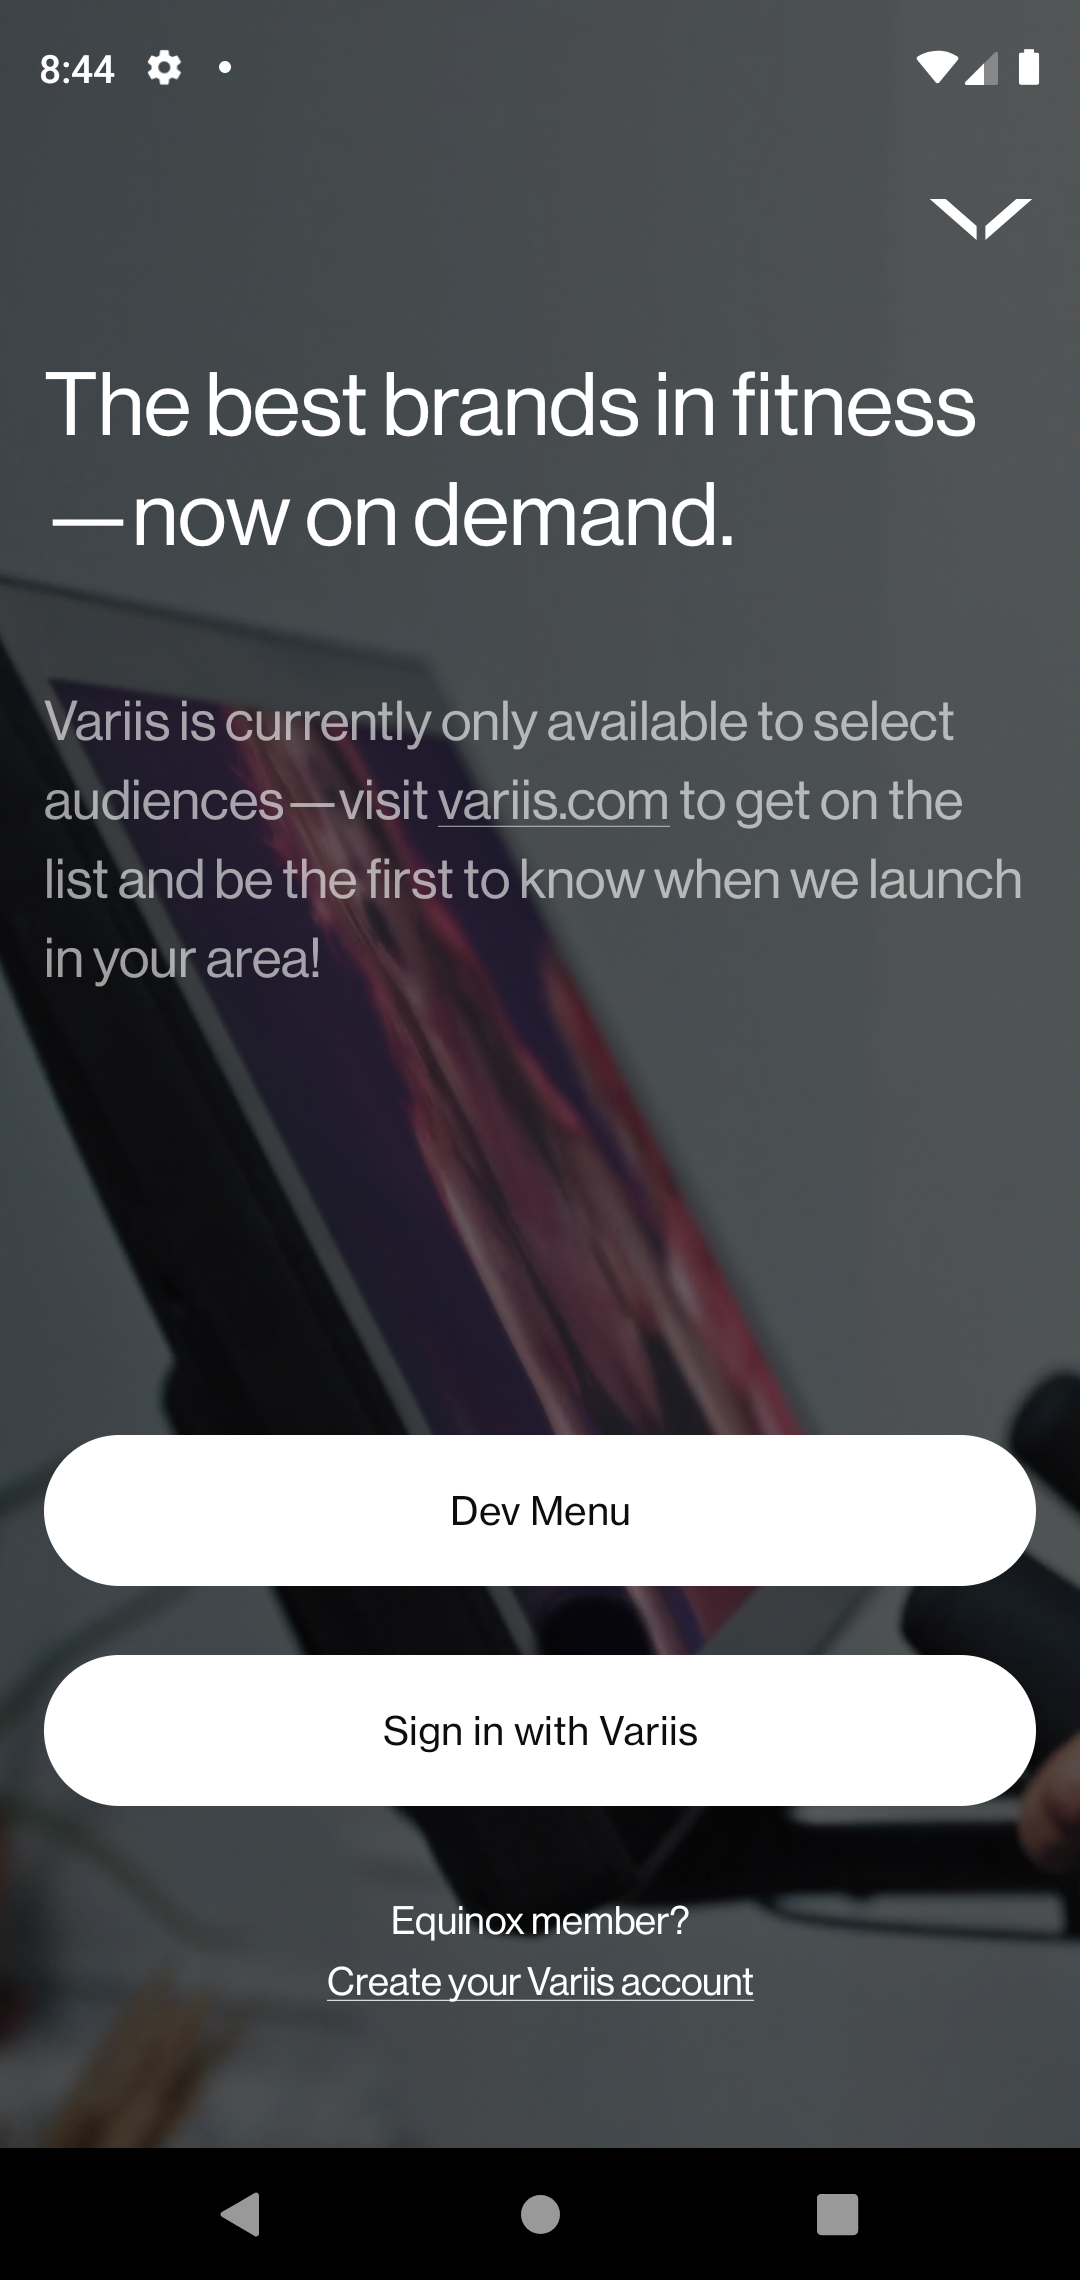 8:44
The best brands in fitness
—now on demand.
Variis is currently only available to select
audiences—visit variis.com to get on the
list and be the first to know when we launch
in your area!
Dev Menu
Sign in with Variis
Equinox member?
Create your Variis account